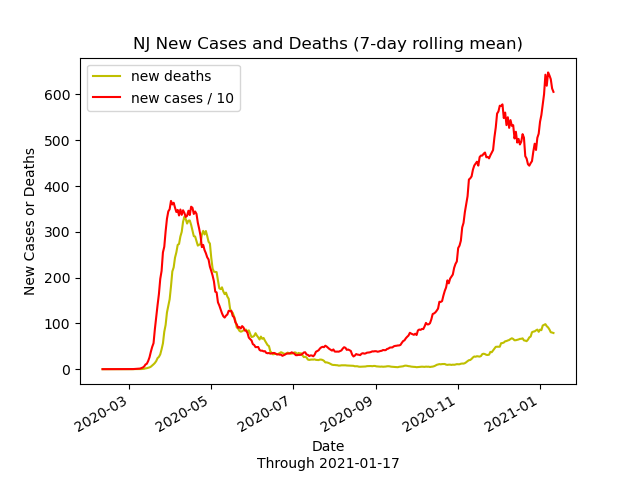 NJ New Cases and Deaths (7-day rolling mean)
new deaths
new cases / 10
600
500
400
300
200
100
0
New Cases or Deaths
2020-03
2020-05
2020-07
2020-09
2020-11
2021-01
Date
Through 2021-01-17